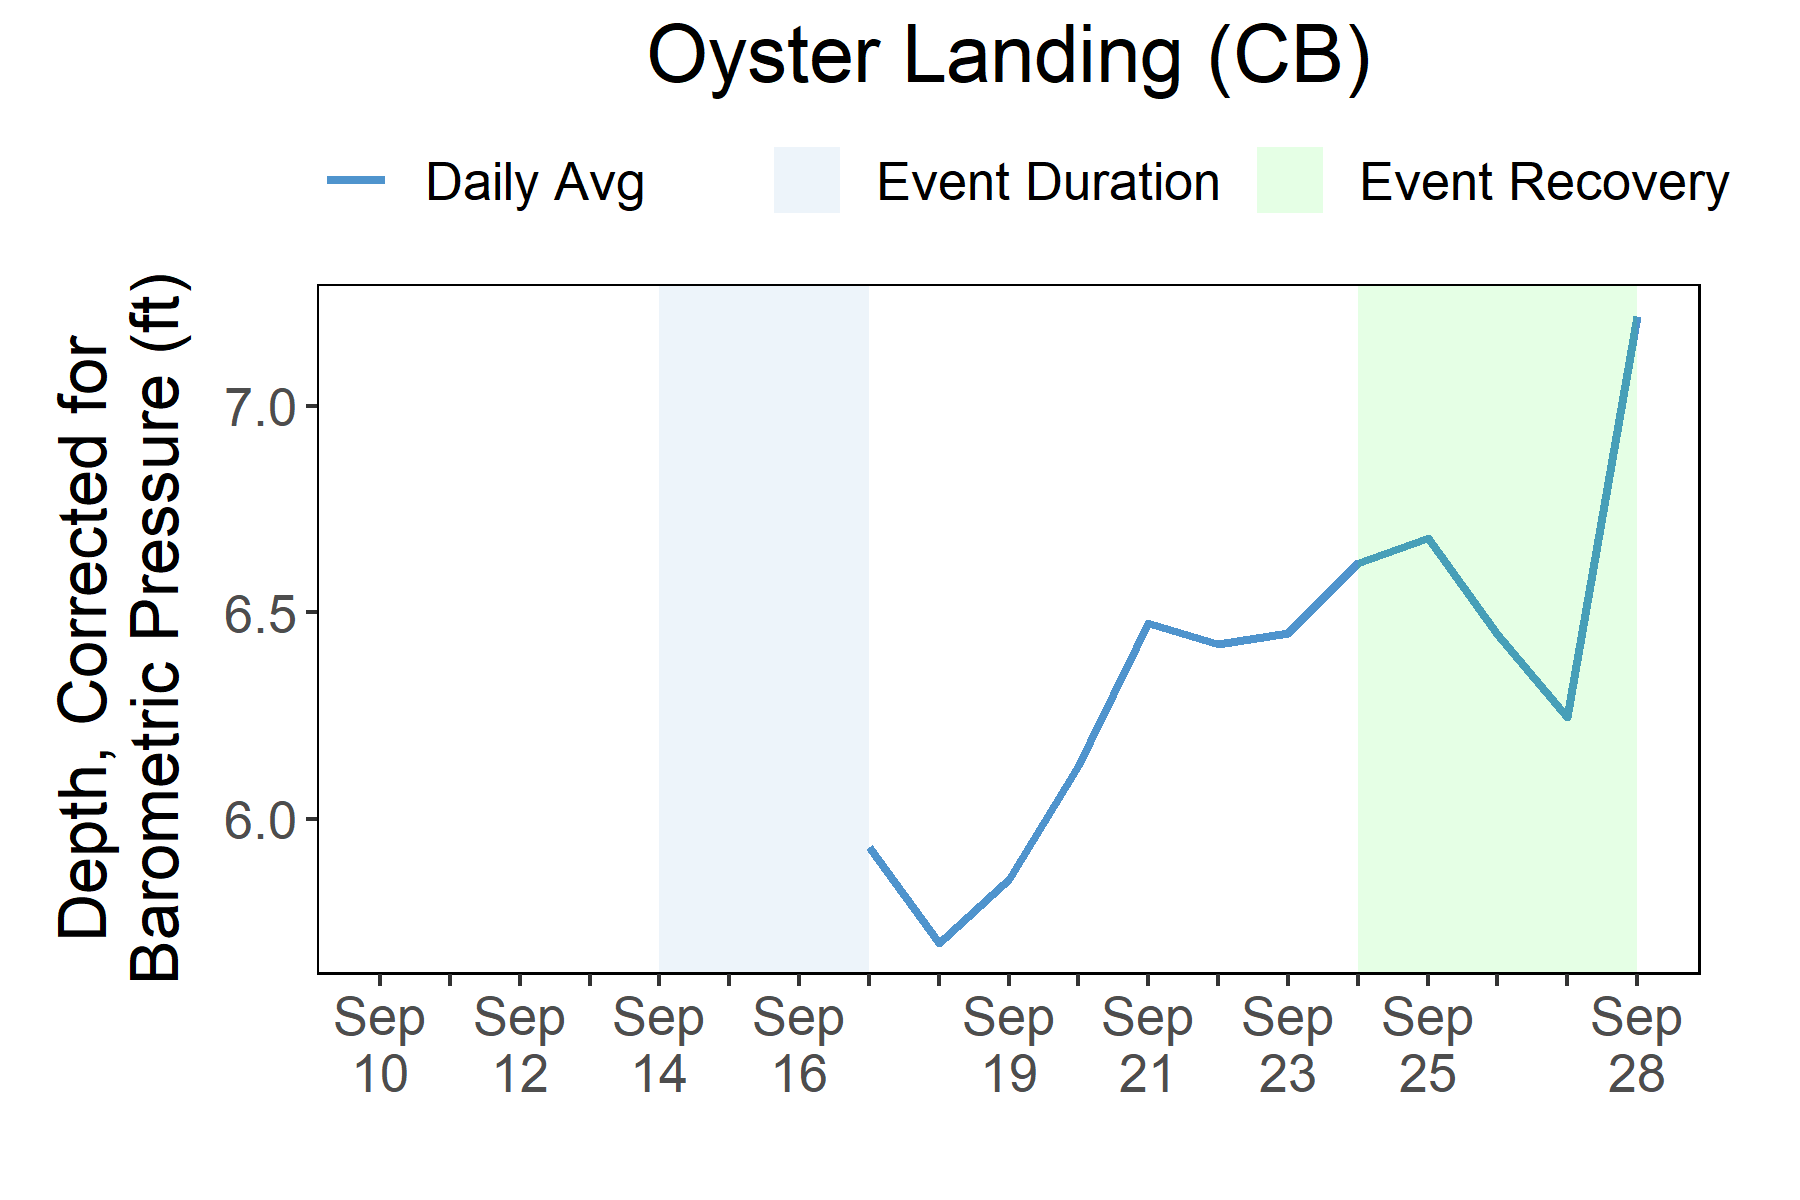 Oyster Landing (CB)
Daily Avg
Event Duration
Event Recovery
Depth, Corrected for
Barometric Pressure (ft)
7.0
6.5
6.0
Sep
10
Sep
12
Sep
14
Sep
16
Sep
19
Sep
21
Sep
23
Sep
25
Sep
28